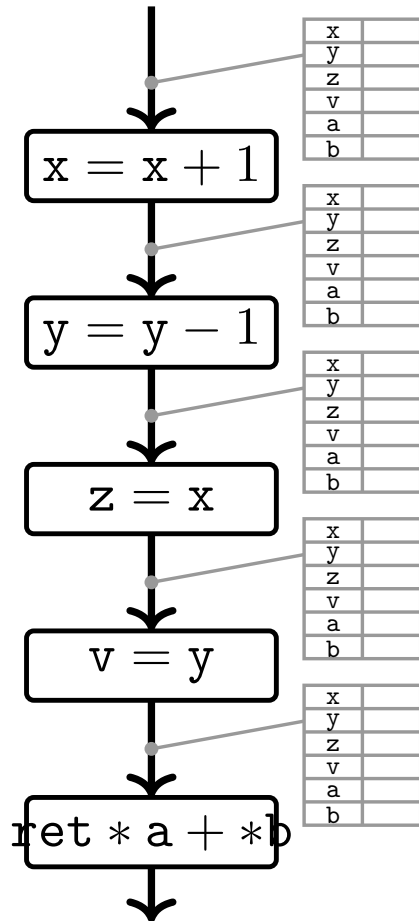 x
y
z
v
a
b
x = x + 1
x
y
z
v
a
b
y = y − 1
x
y
z
v
a
b
z = x
x
y
z
v
a
b
v = y
x
y
z
v
a
b
ret ∗ a + ∗b